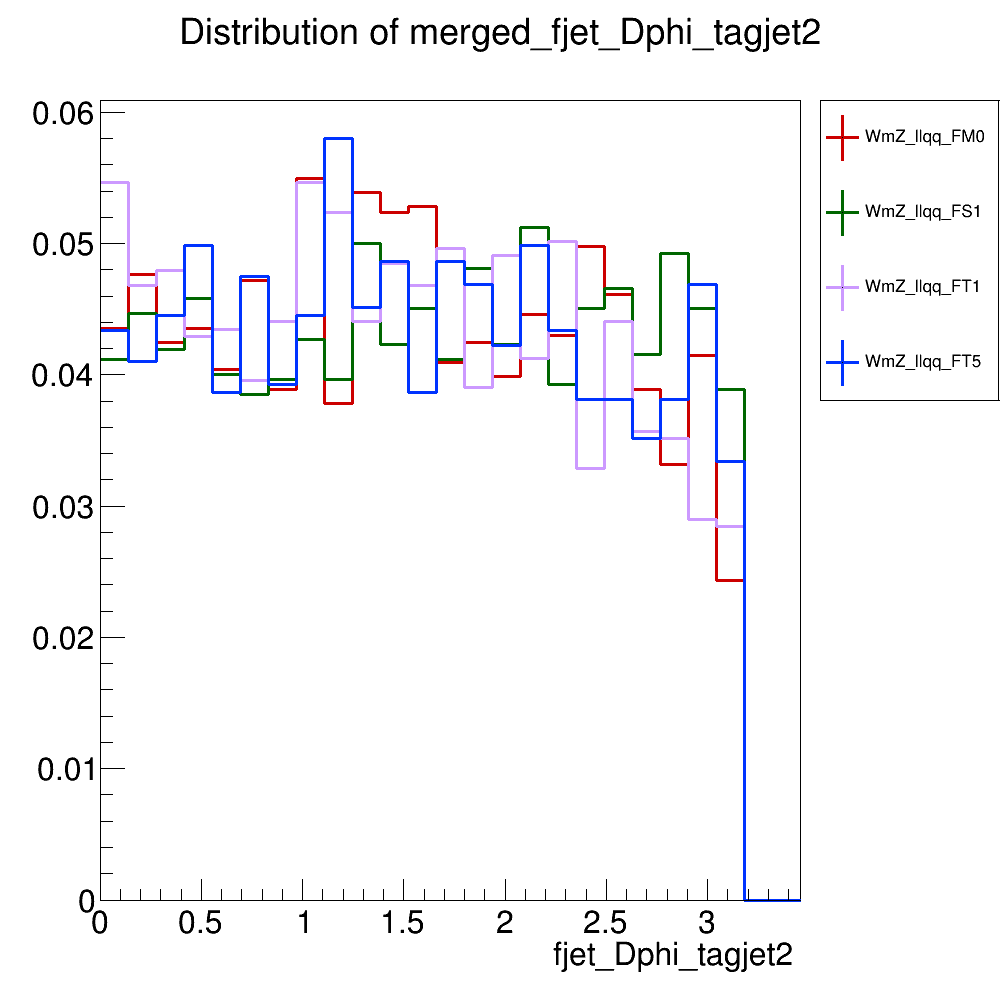 Distribution of merged_fjet_Dphi_tagjet2
0.06
0.05
0.04
0.03
0.02
0.01
0
0 0.5 1 1.5 2 2.5 3
fjet_Dphi_tagjet2
WmZ_llqq_FM0
WmZ_llqq_FS1
WmZ_llqq_FT1
WmZ_llqq_FT5